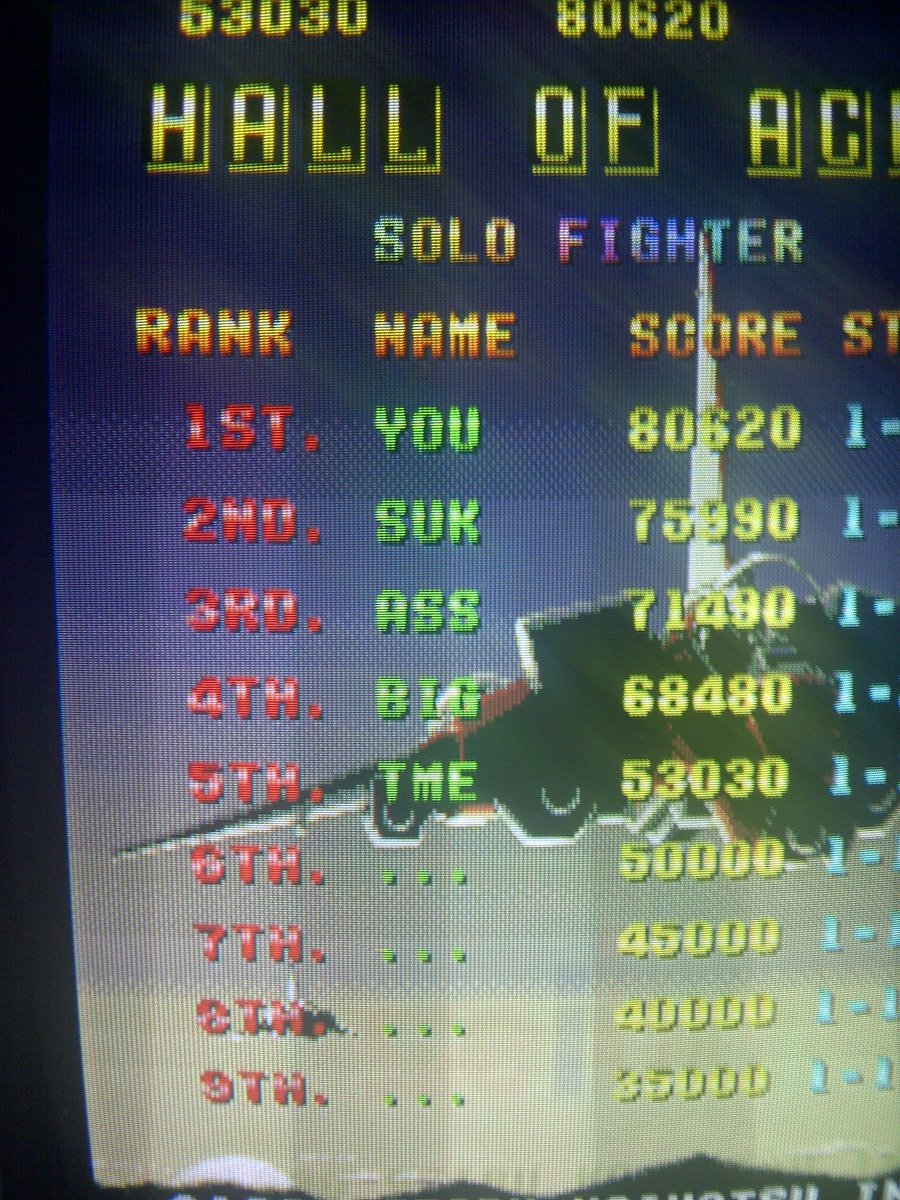 53030 80620
HALL OF AC
SOLO FIGHTER
RANK NAME SCORE ST
1ST. YOU 80620 1-
2ND. SUK 75990 1-
3RD. ASS 71490 1-
4TH. BIG 68480 1-
5TH. TME 53030 1-
6TH. ... 50000 1-1
7TH. ... 45000 1-1
8TH. ... 40000 1-1
9TH. ... 35000 1-1